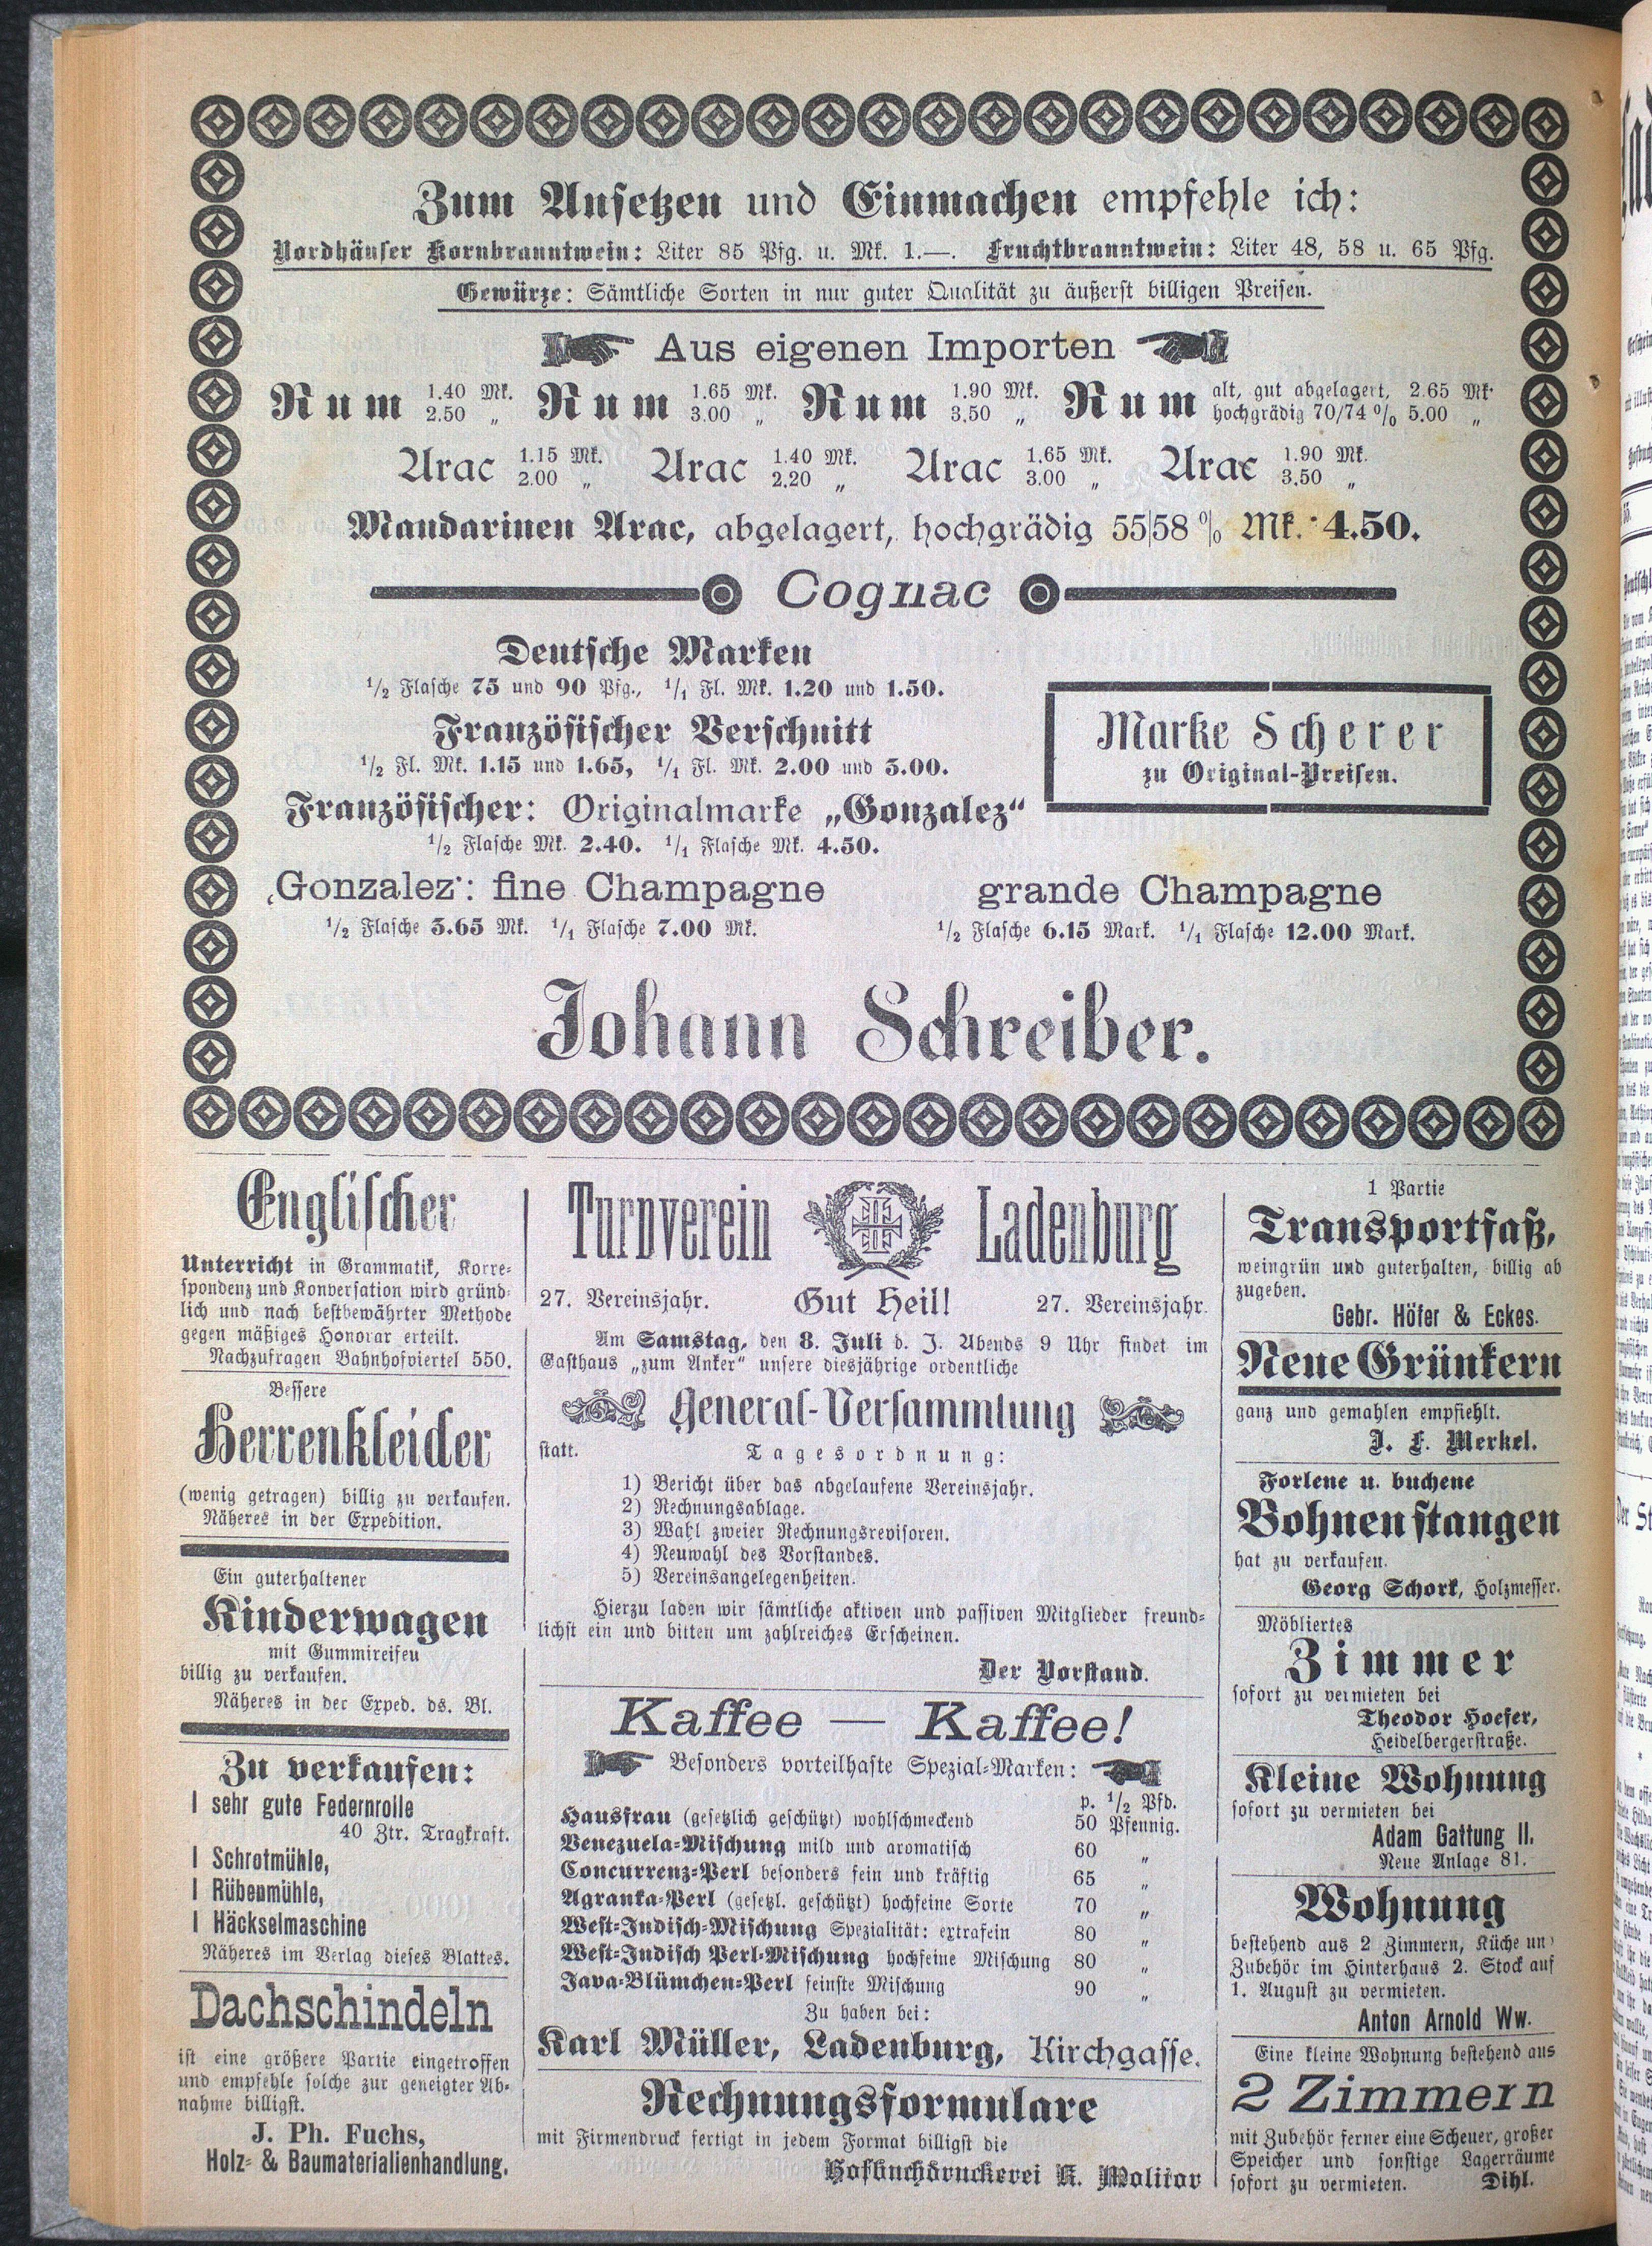 Zum Ansetzen und Einmachen empfehle ich:
Nordhäuser Kornbranntwein: Liter 85 Pfg. u. Mk. 1.—. Fruchtbranntwein: Liter 48, 58 u. 65 Pfg.
Gewürze: Sämtliche Sorten in nur guter Qualität zu äußerst billigen Preisen.
Aus eigenen Importen
Rum 1.40 Mk. Rum 1.65 Mk. Rum 1.90 Mk. Rum alt, gut abgelagert, 2.65 Mk.
2.50 „ 3.00 „ 3.50 „ hochgrädig 70/74 % 5.00 „
Arac 1.15 Mk. Arac 1.40 Mk. Arac 1.65 Mk. Arac 1.90 Mk.
2.00 „ 2.20 „ 3.00 „ 3.50 „
Mandarinen Arac, abgelagert, hochgrädig 55|58 % Mk. 4.50.
Cognac
Deutsche Marken
1/2 Flasche 75 und 90 Pfg., 1/1 Fl. Mk. 1.20 und 1.50.
Französischer Verschnitt
1/2 Fl. Mk. 1.15 und 1.65, 1/1 Fl. Mk. 2.00 und 3.00.
Französischer: Originalmarke „Gonzalez“
1/2 Flasche Mk. 2.40. 1/1 Flasche Mk. 4.50.
Marke Scherer
zu Original-Preisen.
‚Gonzalez‘: fine Champagne grande Champagne
1/2 Flasche 3.65 Mk. 1/1 Flasche 7.00 Mk. 1/2 Flasche 6.15 Mark. 1/1 Flasche 12.00 Mark.
Johann Schreiber.
Englischer
Unterricht in Grammatik, Korre-
spondenz und Konversation wird gründ-
lich und nach bestbewährter Methode
gegen mäßiges Honorar erteilt.
Nachzufragen Bahnhofviertel 550.
Bessere
Herrenkleider
(wenig getragen) billig zu verkaufen.
Näheres in der Expedition.
Ein guterhaltener
Kinderwagen
mit Gummireifen
billig zu verkaufen.
Näheres in der Exped. ds. Bl.
Zu verkaufen:
1 sehr gute Federnrolle
40 Ztr. Tragkraft.
1 Schrotmühle,
1 Rübenmühle,
1 Häckselmaschine
Näheres im Verlag dieses Blattes.
Dachschindeln
ist eine größere Partie eingetroffen
und empfehle solche zur geneigter Ab-
nahme billigst.
J. Ph. Fuchs,
Holz- & Baumaterialienhandlung.
Turnverein Ladenburg
27. Vereinsjahr. Gut Heil! 27. Vereinsjahr.
Am Samstag, den 8. Juli d. J. Abends 9 Uhr findet im
Gasthaus „zum Anker“ unsere diesjährige ordentliche
General-Versammlung
statt. Tagesordnung:
1) Bericht über das abgelaufene Vereinsjahr.
2) Rechnungsablage.
3) Wahl zweier Rechnungsrevisoren.
4) Neuwahl des Vorstandes.
5) Vereinsangelegenheiten.
Hierzu laden wir sämtliche aktiven und passiven Mitglieder freund-
lichst ein und bitten um zahlreiches Erscheinen.
Der Vorstand.
Kaffee — Kaffee!
Besonders vorteilhafte Spezial-Marken:
p. 1/2 Pfd.
Hausfrau (gesetzlich geschützt) wohlschmeckend 50 Pfennig.
Venezuela-Mischung mild und aromatisch 60 „
Concurrenz-Perl besonders fein und kräftig 65 „
Agranka-Perl (gesetzl. geschützt) hochfeine Sorte 70 „
West-Indisch-Mischung Spezialität: extrafein 80 „
West-Indisch Perl-Mischung hochfeine Mischung 80 „
Java-Blümchen-Perl feinste Mischung 90 „
Zu haben bei:
Karl Müller, Ladenburg, Kirchgasse.
Rechnungsformulare
mit Firmendruck fertigt in jedem Format billigst die
Hofbuchdruckerei K. Molitor
1 Partie
Transportfaß,
weingrün und guterhalten, billig ab
zugeben.
Gebr. Höfer & Eckes.
Neue Grünkern
ganz und gemahlen empfiehlt.
J. F. Merkel.
Forlene u. buchene
Bohnenstangen
hat zu verkaufen.
Georg Schork, Holzmesser.
Möbliertes
Zimmer
sofort zu vermieten bei
Theodor Hoefer,
Heidelbergerstraße.
Kleine Wohnung
sofort zu vermieten bei
Adam Gattung II.
Neue Anlage 81.
Wohnung
bestehend aus 2 Zimmern, Küche un
Zubehör im Hinterhaus 2. Stock auf
1. August zu vermieten.
Anton Arnold Ww.
Eine kleine Wohnung bestehend aus
2 Zimmern
mit Zubehör ferner eine Scheuer, großer
Speicher und sonstige Lagerräume
sofort zu vermieten. Dihl.